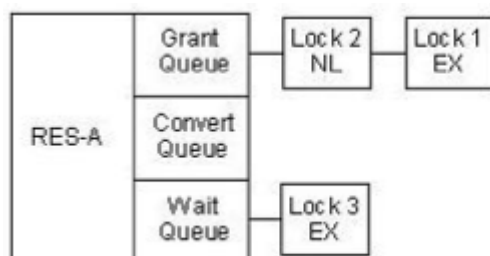 RES-A
Grant
Queue
Lock 2
NL
Lock 1
EX
Convert
Queue
Wait
Queue
Lock 3
EX